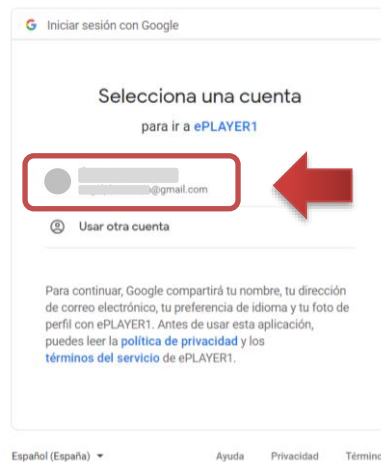 Iniciar sesión con Google
Selecciona una cuenta
para ir a ePLAYER1
@gmail.com
Usar otra cuenta
Para continuar, Google compartirá tu nombre, tu dirección
de correo electrónico, tu preferencia de idioma y tu foto de
perfil con ePLAYER1. Antes de usar esta aplicación,
puedes leer la política de privacidad y los
términos del servicio de ePLAYER1.
Español (España) Ayuda Privacidad Término